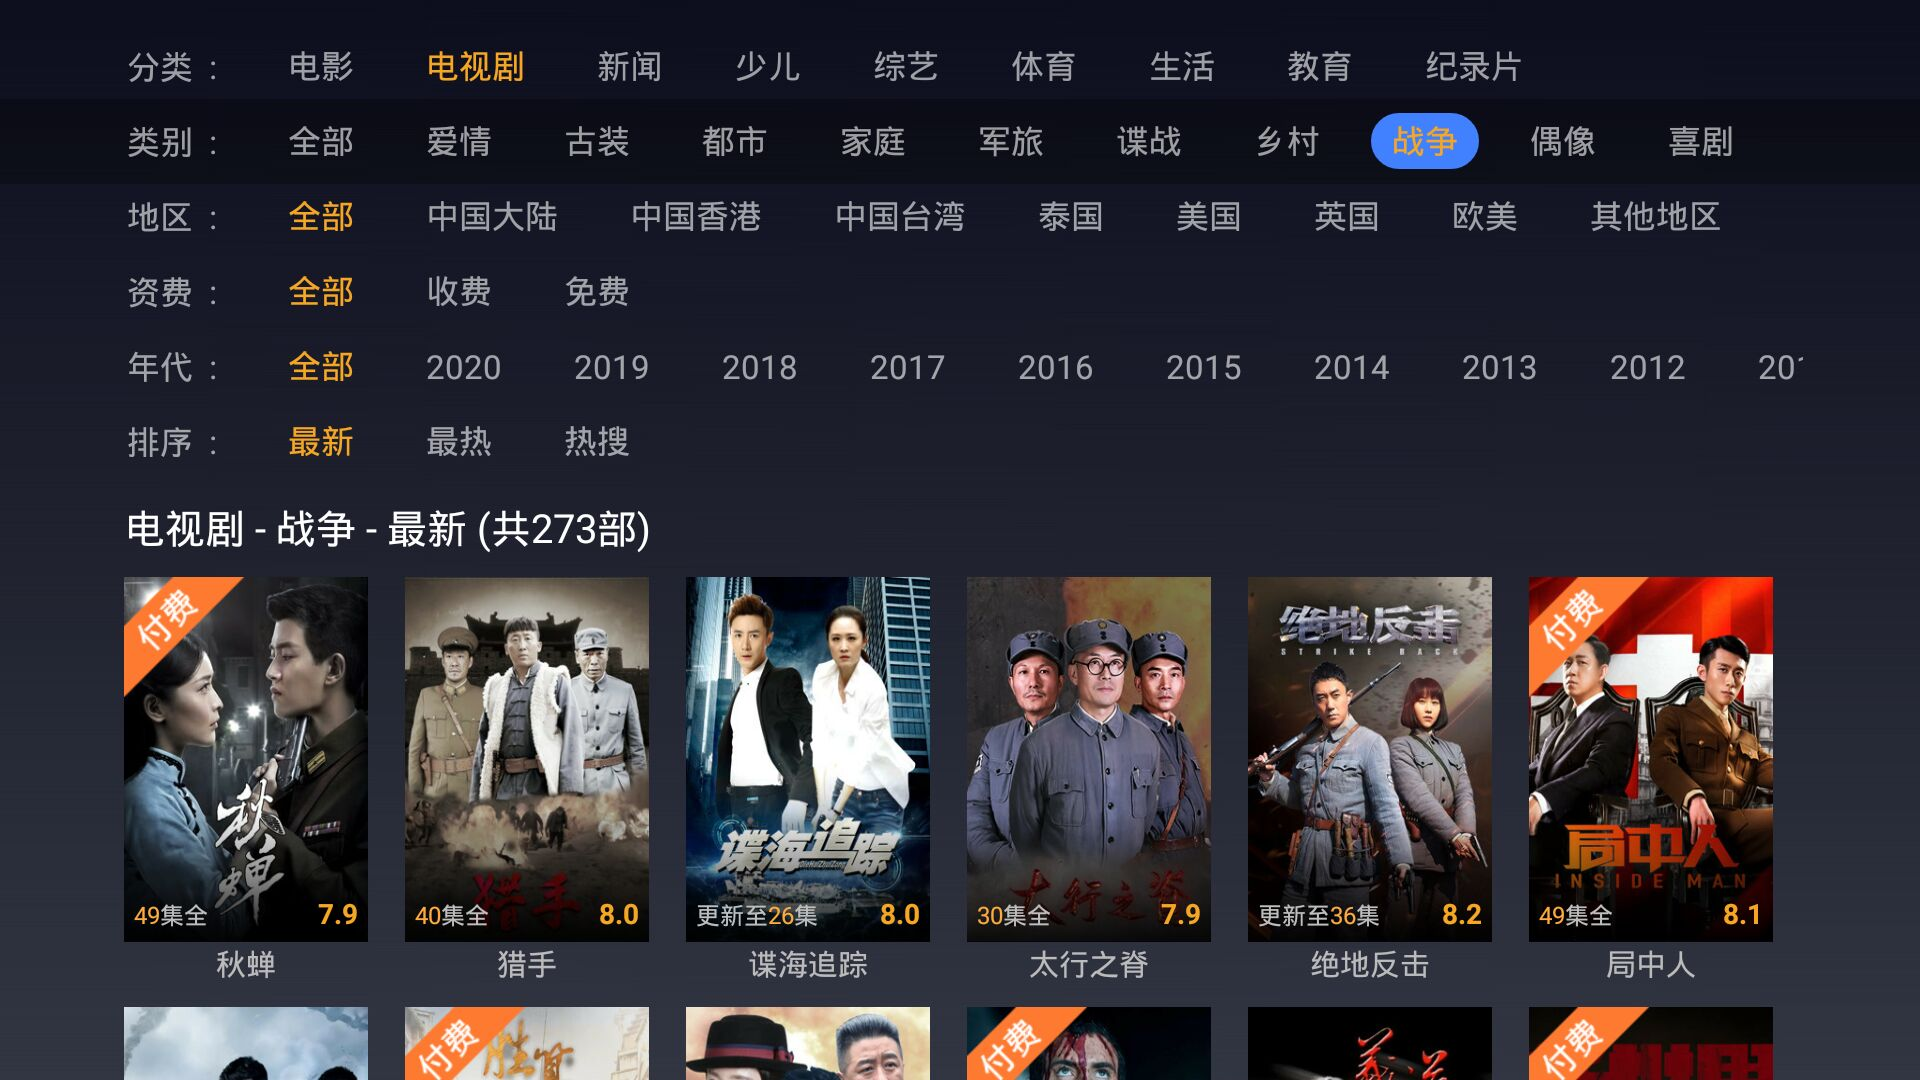 分类 : 电影 电视剧 新闻 少儿 综艺 体育 生活 教育 纪录片
类别 : 全部 爱情 古装 都市 家庭 军旅 谍战 乡村 战争 偶像 喜剧
地区 : 全部 中国大陆 中国香港 中国台湾 泰国 美国 英国 欧美 其他地区
资费 : 全部 收费 免费
年代 : 全部 2020 2019 2018 2017 2016 2015 2014 2013 2012
排序 : 最新 最热 热搜
电视剧 - 战争 - 最新 (共273部)
付费
秋蝉
49集全 7.9
秋蝉
猎手
40集全 8.0
猎手
谍海追踪
更新至26集 8.0
谍海追踪
太行之脊
30集全 7.9
太行之脊
绝地反击
STRIKE BACK
更新至36集 8.2
绝地反击
付费
局中人
INSIDE MAN
49集全 8.1
局中人
付费
付费
付费